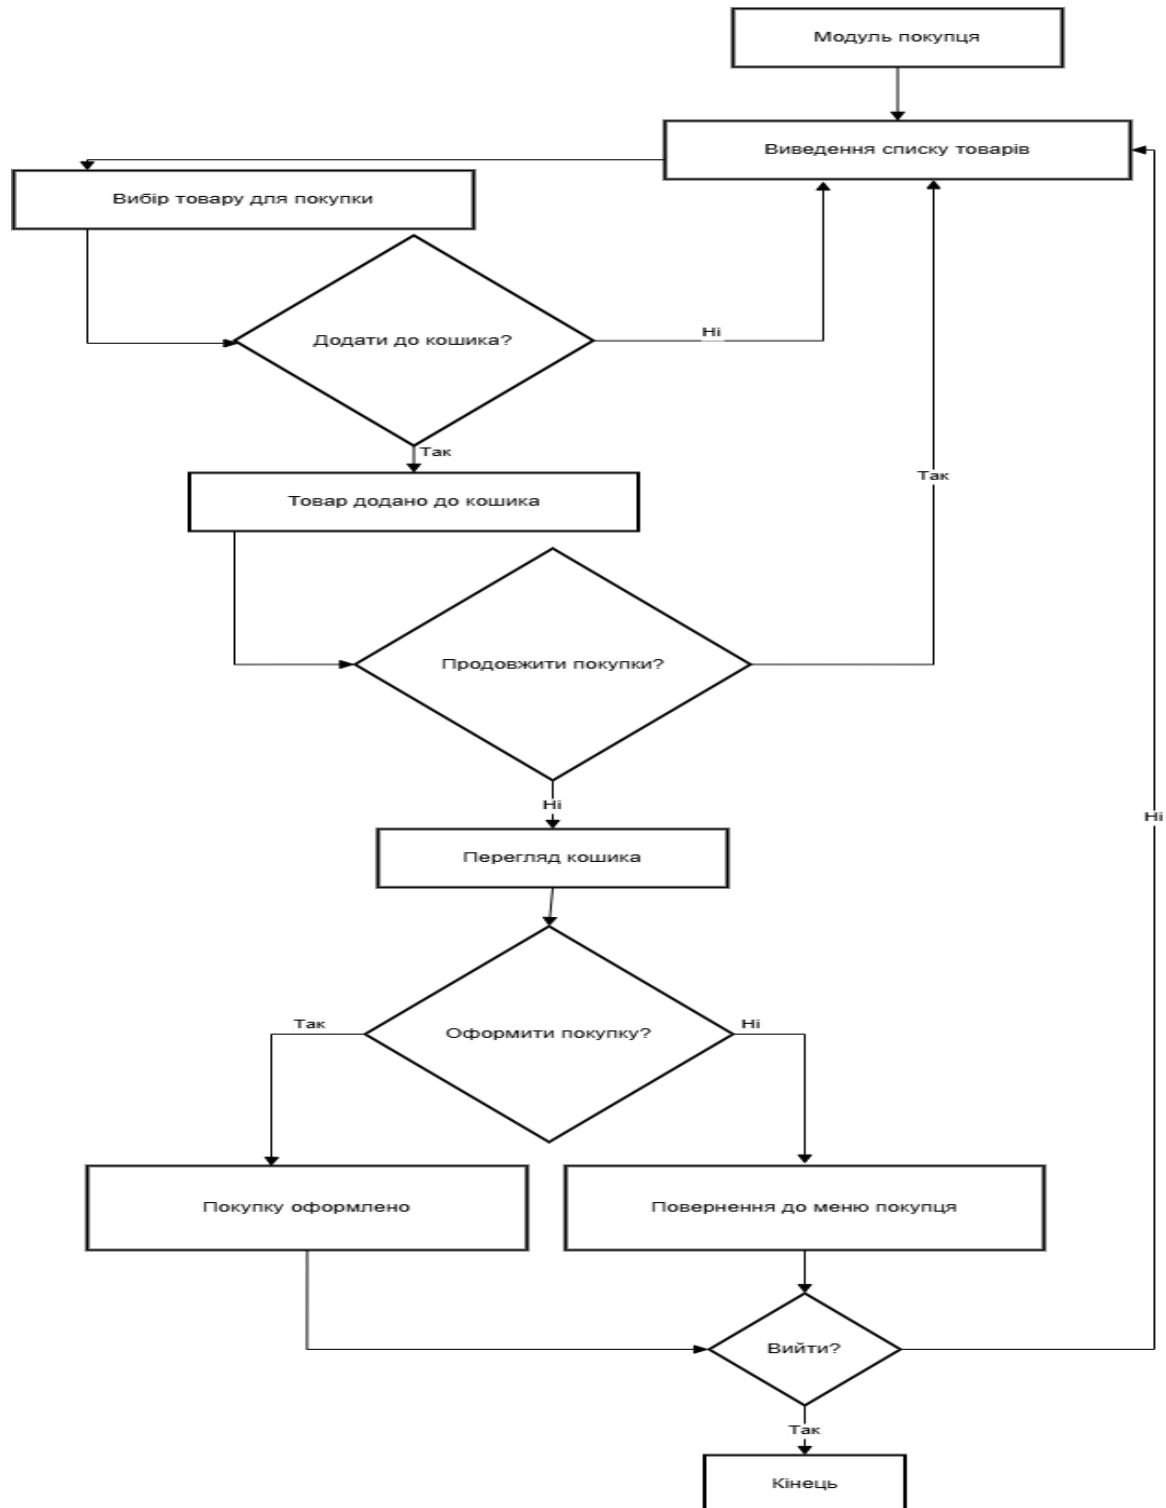 Модуль покупця
Виведення списку товарів
Вибір товару для покупки
Додати до кошика?
Ні
Так
Товар додано до кошика
Так
Продовжити покупки?
Ні
Ні
Перегляд кошика
Оформити покупку?
Так
Ні
Покупку оформлено
Повернення до меню покупця
Вийти?
Так
Кінець